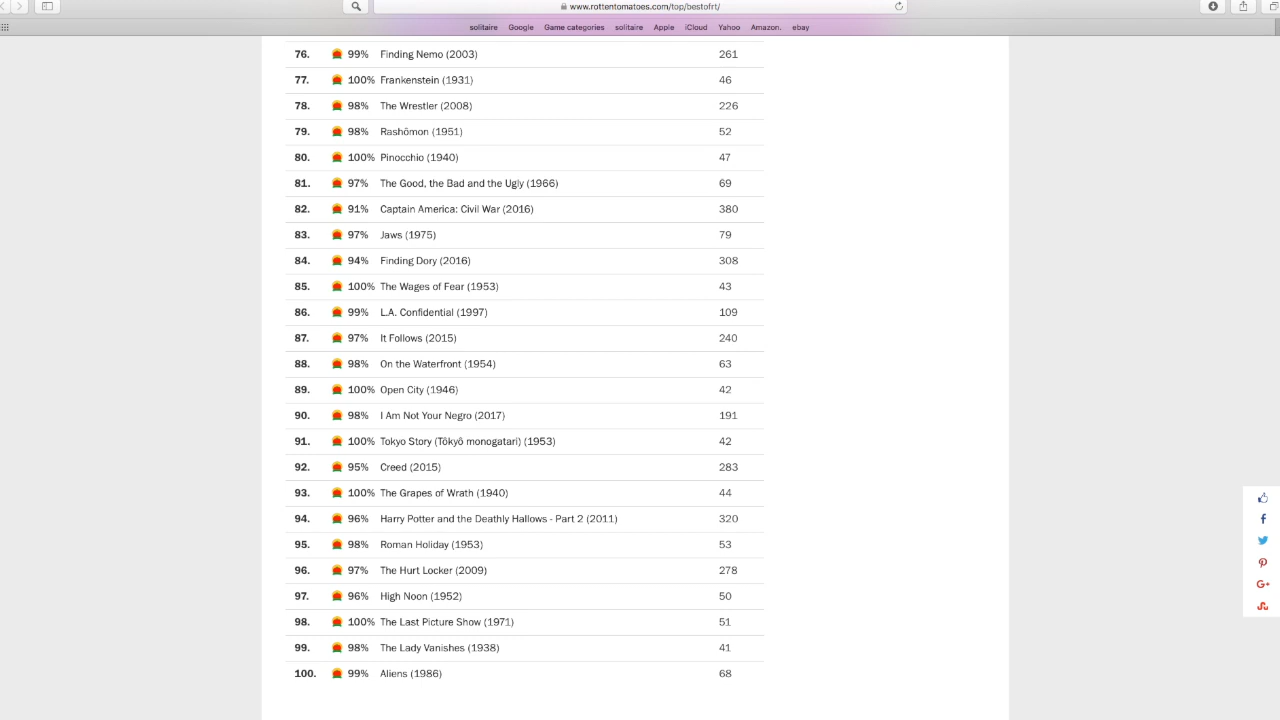 www.rottentomatoes.com/top/bestofrt/
solitaire Google Game categories solitaire Apple iCloud Yahoo Amazon. ebay
76. 99% Finding Nemo (2003) 261
77. 100% Frankenstein (1931) 46
78. 98% The Wrestler (2008) 226
79. 98% Rashômon (1951) 52
80. 100% Pinocchio (1940) 47
81. 97% The Good, the Bad and the Ugly (1966) 69
82. 91% Captain America: Civil War (2016) 380
83. 97% Jaws (1975) 79
84. 94% Finding Dory (2016) 308
85. 100% The Wages of Fear (1953) 43
86. 99% L.A. Confidential (1997) 109
87. 97% It Follows (2015) 240
88. 98% On the Waterfront (1954) 63
89. 100% Open City (1946) 42
90. 98% I Am Not Your Negro (2017) 191
91. 100% Tokyo Story (Tôkyô monogatari) (1953) 42
92. 95% Creed (2015) 283
93. 100% The Grapes of Wrath (1940) 44
94. 96% Harry Potter and the Deathly Hallows - Part 2 (2011) 320
95. 98% Roman Holiday (1953) 53
96. 97% The Hurt Locker (2009) 278
97. 96% High Noon (1952) 50
98. 100% The Last Picture Show (1971) 51
99. 98% The Lady Vanishes (1938) 41
100. 99% Aliens (1986) 68
G+